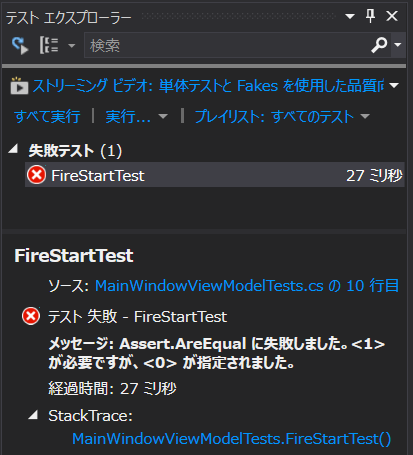 テスト エクスプローラー
検索
ストリーミング ビデオ: 単体テストと Fakes を使用した品質
すべて実行 | 実行... | プレイリスト: すべてのテスト
失敗テスト (1)
FireStartTest 27 ミリ秒
FireStartTest
ソース: MainWindowViewModelTests.cs の 10 行目
テスト 失敗 - FireStartTest
メッセージ: Assert.AreEqual に失敗しました。<1>
が必要ですが、<0> が指定されました。
経過時間: 27 ミリ秒
StackTrace:
MainWindowViewModelTests.FireStartTest()